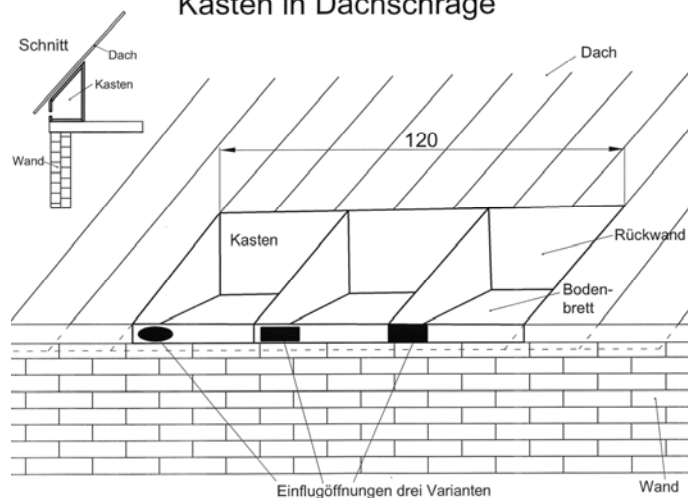 Kasten in Dachschräge
Schnitt
Dach
Kasten
Wand
Dach
120
Kasten
Rückwand
Boden-
brett
Einflugöffnungen drei Varianten
Wand